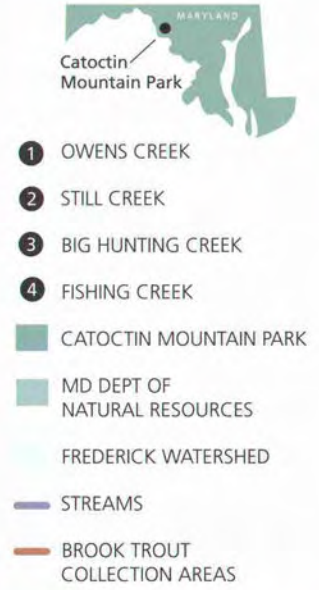 MARYLAND
Catoctin
Mountain Park
1 OWENS CREEK
2 STILL CREEK
3 BIG HUNTING CREEK
4 FISHING CREEK
CATOCTIN MOUNTAIN PARK
MD DEPT OF
NATURAL RESOURCES
FREDERICK WATERSHED
STREAMS
BROOK TROUT
COLLECTION AREAS